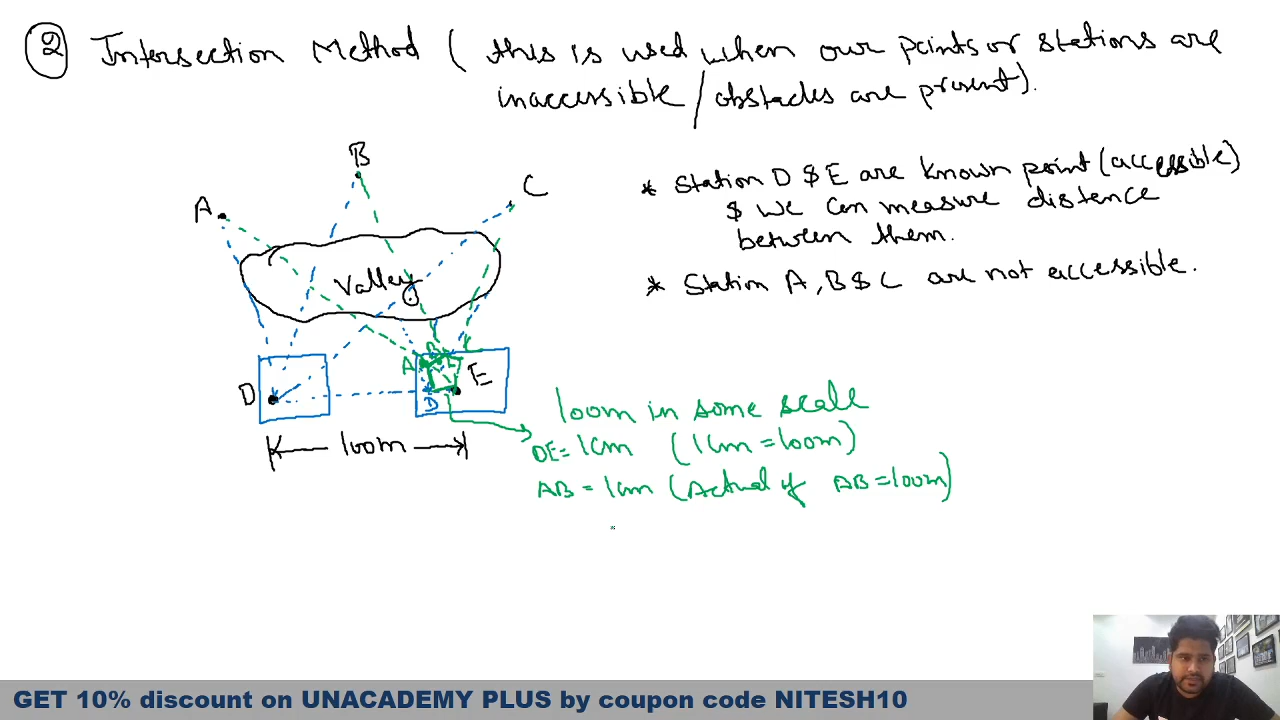 2 Intersection Method ( this is used when our points or stations are
inaccessible / obstacles are present).
B
A
C
Valley
* Station D & E are known point (accessible)
& we can measure distence
between them.
* Station A, B & C are not accessible.
A B C
D
E
D
100m
100m in some scale
DE = 1cm (1cm = 100m)
AB = 1cm (Actual if AB = 100m)
GET 10% discount on UNACADEMY PLUS by coupon code NITESH10